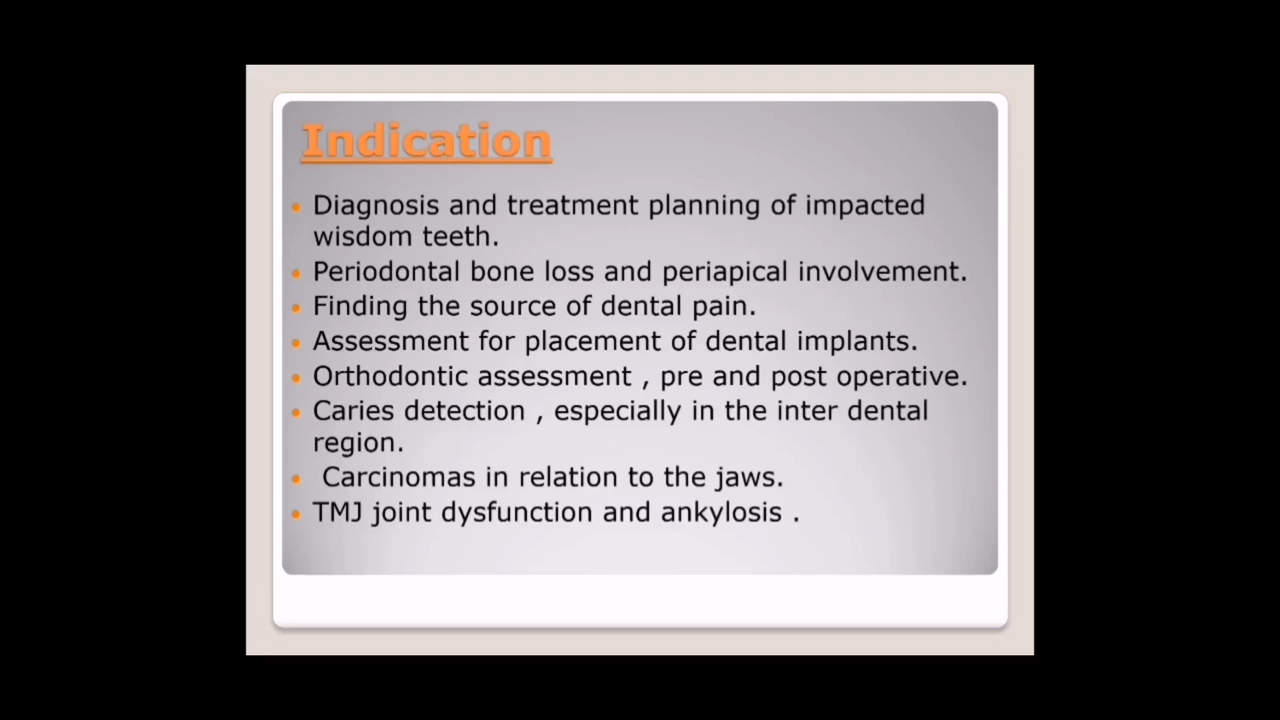 Indication
• Diagnosis and treatment planning of impacted
wisdom teeth.
• Periodontal bone loss and periapical involvement.
• Finding the source of dental pain.
• Assessment for placement of dental implants.
• Orthodontic assessment , pre and post operative.
• Caries detection , especially in the inter dental
region.
• Carcinomas in relation to the jaws.
• TMJ joint dysfunction and ankylosis .